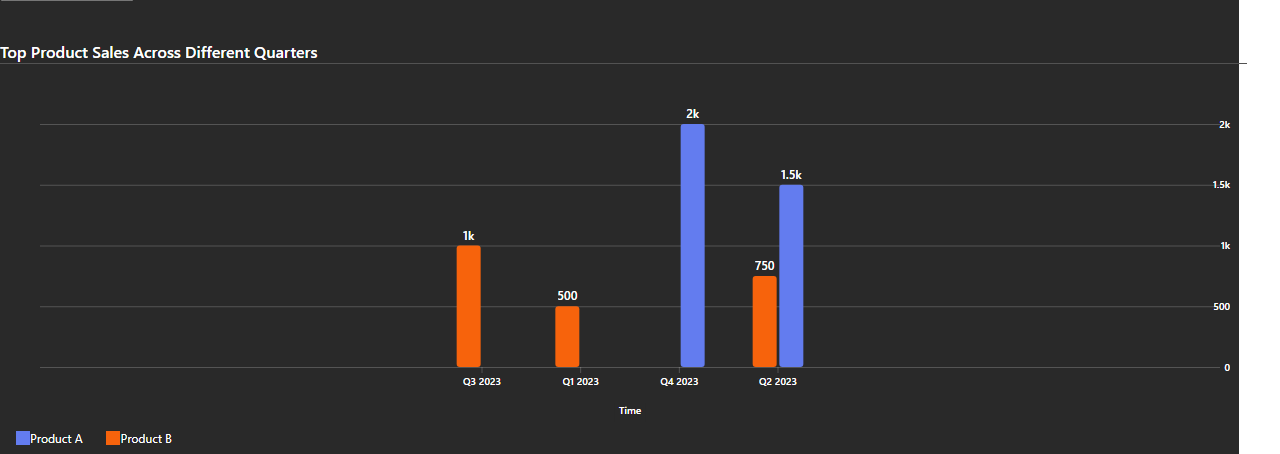 Top Product Sales Across Different Quarters
2k
2k
1.5k
1.5k
1k
1k
750
500
500
0
Q3 2023 Q1 2023 Q4 2023 Q2 2023
Time
Product A Product B